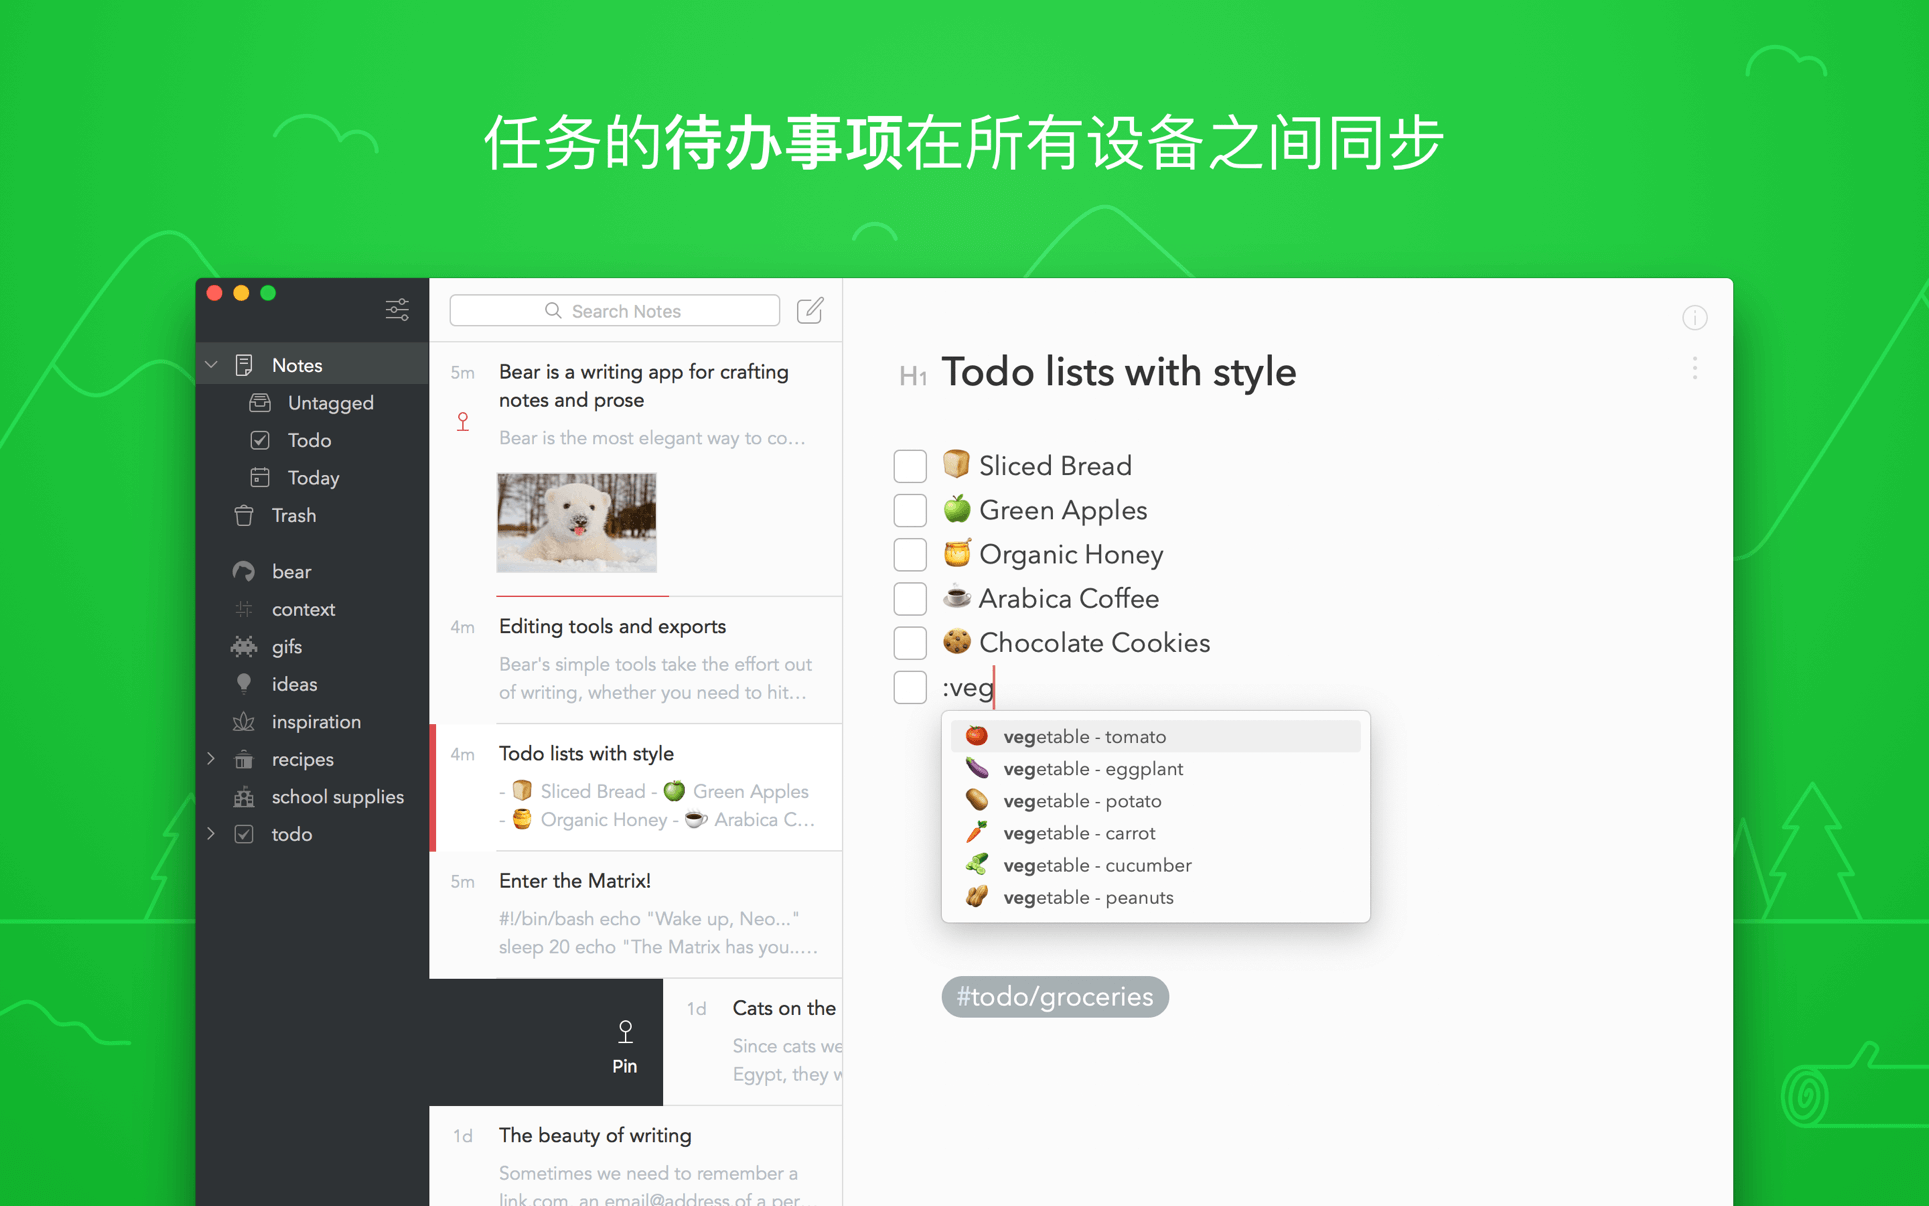 任务的待办事项在所有设备之间同步
Search Notes
Notes
Untagged
Todo
Today
Trash
bear
context
gifs
ideas
inspiration
recipes
school supplies
todo
5m
Bear is a writing app for crafting
notes and prose
Bear is the most elegant way to co...
4m
Editing tools and exports
Bear's simple tools take the effort out
of writing, whether you need to hit...
4m
Todo lists with style
- 🍞 Sliced Bread - 🍏 Green Apples
- 🍯 Organic Honey - ☕ Arabica C...
5m
Enter the Matrix!
#!/bin/bash echo "Wake up, Neo..."
sleep 20 echo "The Matrix has you.....
Pin
1d
Cats on the
Since cats we
Egypt, they w
1d
The beauty of writing
Sometimes we need to remember a
link.com, an email@address of a per...
H1 Todo lists with style
🍞 Sliced Bread
🍏 Green Apples
🍯 Organic Honey
☕ Arabica Coffee
🍪 Chocolate Cookies
:veg
🍅 vegetable - tomato
🍆 vegetable - eggplant
🥔 vegetable - potato
🥕 vegetable - carrot
🥒 vegetable - cucumber
🥜 vegetable - peanuts
#todo/groceries